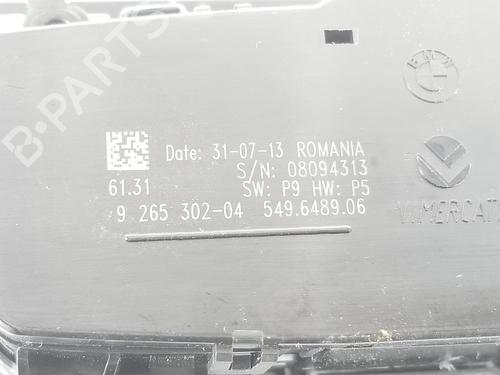 B-PARTS
BMW
Date: 31-07-13 ROMANIA
S/N: 08094313
61.31 SW: P9 HW: P5
9 265 302-04 549.6489.06